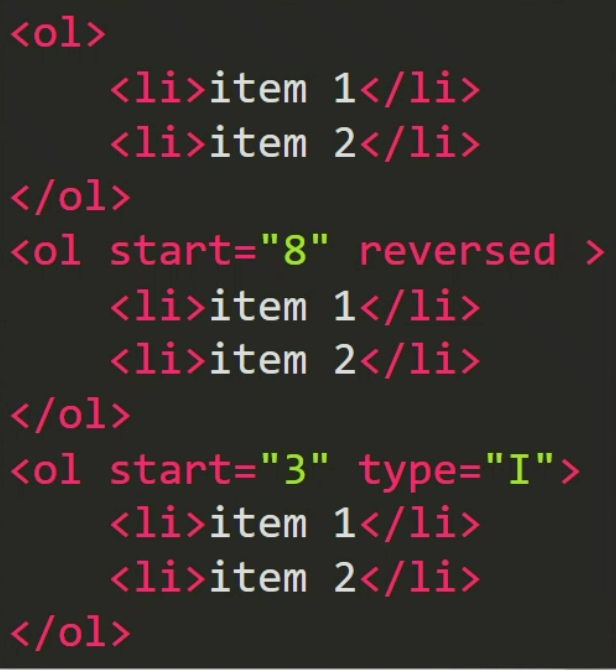 <ol>
    <li>item 1</li>
    <li>item 2</li>
</ol>
<ol start="8" reversed >
    <li>item 1</li>
    <li>item 2</li>
</ol>
<ol start="3" type="I">
    <li>item 1</li>
    <li>item 2</li>
</ol>